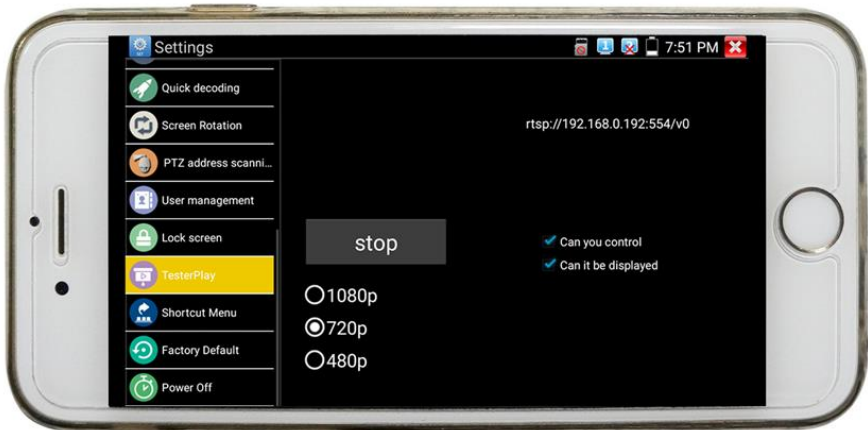 Settings
1
7:51 PM
Quick decoding
Screen Rotation
rtsp://192.168.0.192:554/v0
PTZ address scanni...
User management
Lock screen
stop
Can you control
Can it be displayed
TesterPlay
1080p
Shortcut Menu
720p
Factory Default
480p
Power Off